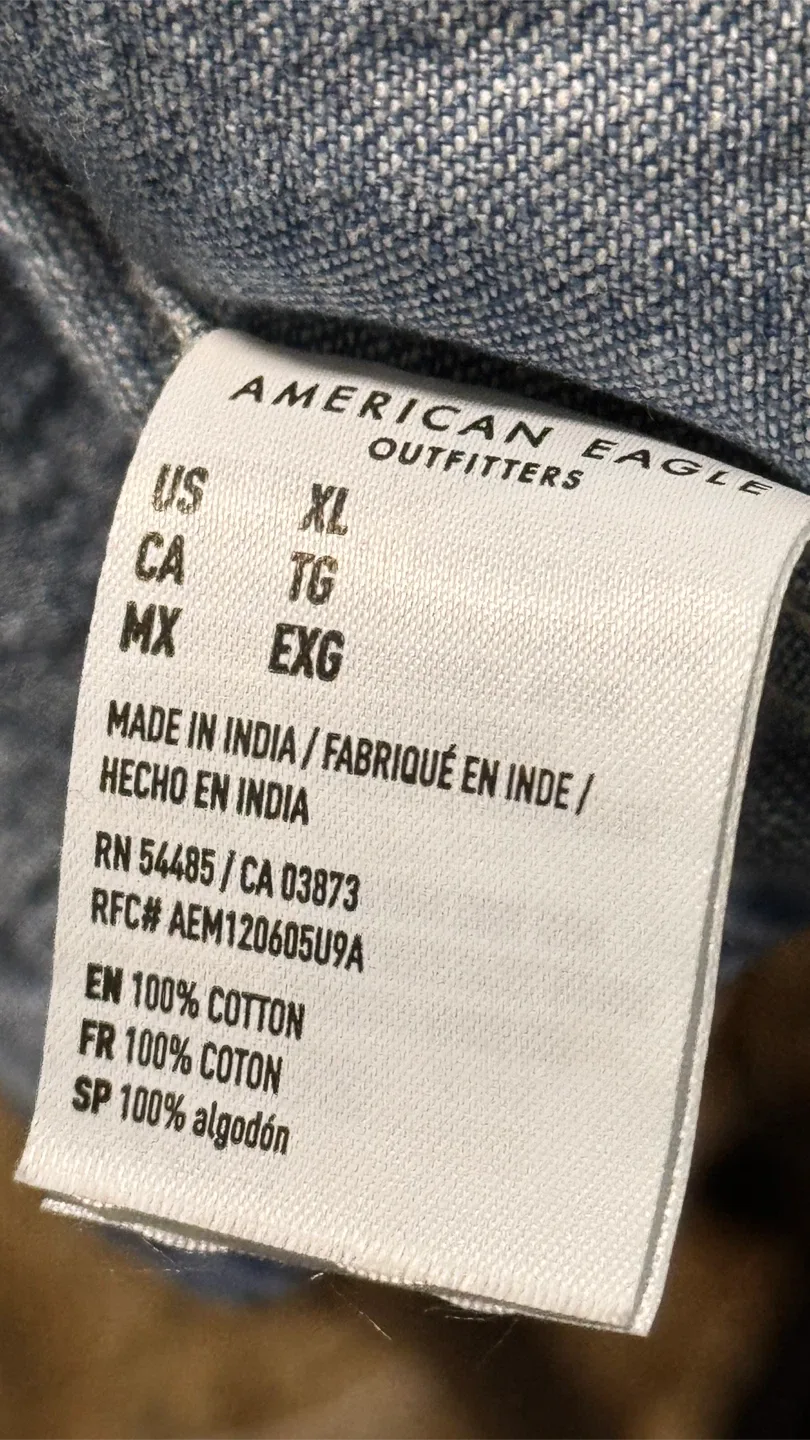 AMERICAN EAGLE
OUTFITTERS
US XL
CA TG
MX EXG
MADE IN INDIA / FABRIQUÉ EN INDE /
HECHO EN INDIA
RN 54485 / CA 03873
RFC# AEM120605U9A
EN 100% COTTON
FR 100% COTON
SP 100% algodón